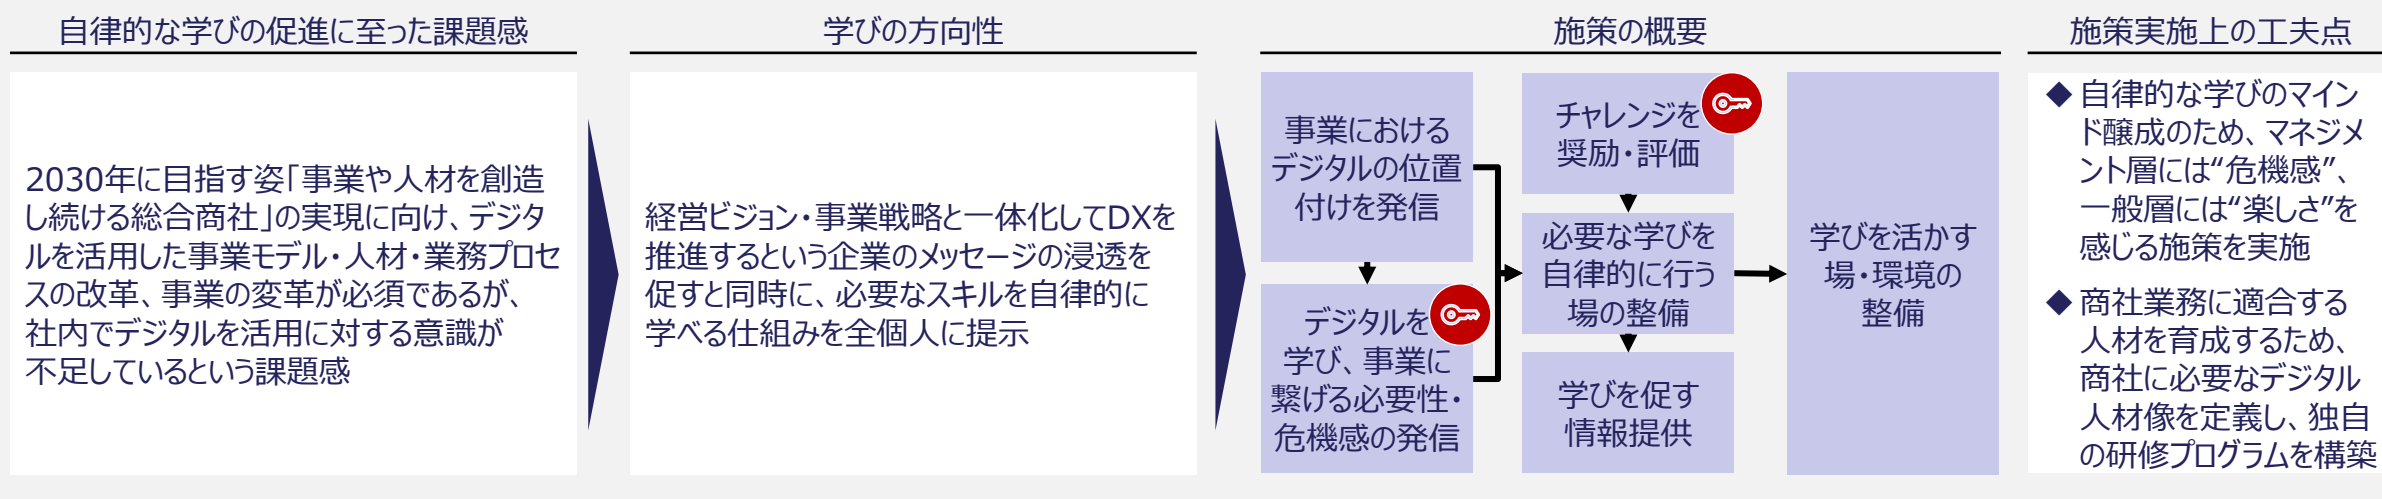 自律的な学びの促進に至った課題感
2030年に目指す姿「事業や人材を創造
し続ける総合商社」の実現に向け、デジタ
ルを活用した事業モデル・人材・業務プロセ
スの改革、事業の変革が必須であるが、
社内でデジタルを活用に対する意識が
不足しているという課題感
学びの方向性
経営ビジョン・事業戦略と一体化してDXを
推進するという企業のメッセージの浸透を
促すと同時に、必要なスキルを自律的に
学べる仕組みを全個人に提示
施策の概要
事業における
デジタルの位置
付けを発信
デジタルを
学び、事業に
繋げる必要性・
危機感の発信
チャレンジを
奨励・評価
必要な学びを
自律的に行う
場の整備
学びを促す
情報提供
学びを活かす
場・環境の
整備
施策実施上の工夫点
◆ 自律的な学びのマイン
ド醸成のため、マネジメ
ント層には“危機感”、
一般層には“楽しさ”を
感じる施策を実施
◆ 商社業務に適合する
人材を育成するため、
商社に必要なデジタル
人材像を定義し、独自
の研修プログラムを構築